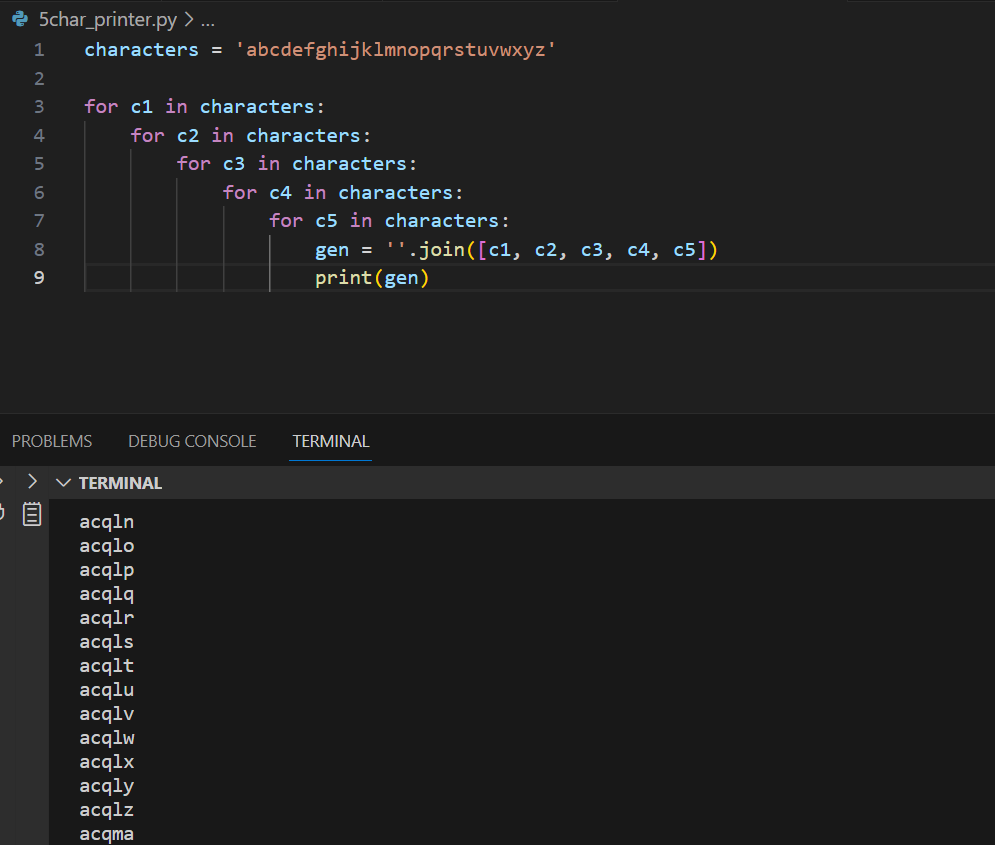 5char_printer.py > ...
1 characters = 'abcdefghijklmnopqrstuvwxyz'
2
3 for c1 in characters:
4     for c2 in characters:
5         for c3 in characters:
6             for c4 in characters:
7                 for c5 in characters:
8                     gen = ''.join([c1, c2, c3, c4, c5])
9                     print(gen)
PROBLEMS DEBUG CONSOLE TERMINAL
TERMINAL
acqln
acqlo
acqlp
acqlq
acqlr
acqls
acqlt
acqlu
acqlv
acqlw
acqlx
acqly
acqlz
acqma